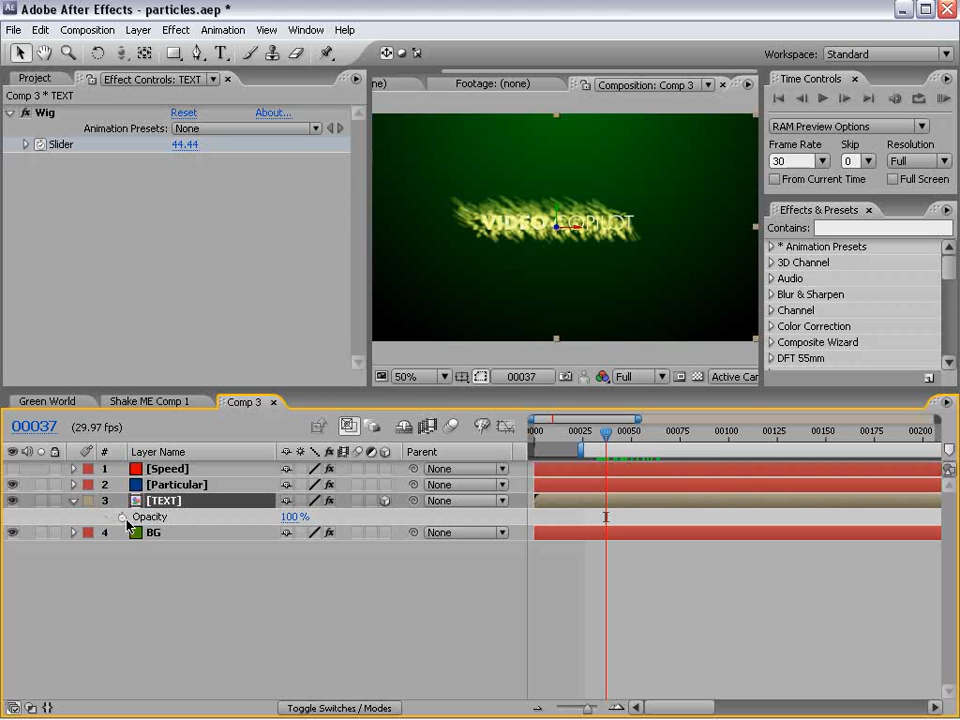 Adobe After Effects - particles.aep *
File Edit Composition Layer Effect Animation View Window Help
Workspace: Standard
Project Effect Controls: TEXT
ne) Footage: (none) Composition: Comp 3
Time Controls
Comp 3 * TEXT
Wig Reset About...
Animation Presets: None
Slider 44.44
RAM Preview Options
Frame Rate Skip Resolution
30 0 Full
From Current Time Full Screen
Effects & Presets
Contains:
* Animation Presets
3D Channel
Audio
Blur & Sharpen
Channel
Color Correction
Composite Wizard
DFT 55mm
VIDEO COPILOT
50% 00037 Full Active Car
Green World Shake ME Comp 1 Comp 3
00037 (29.97 fps)
000 00025 00050 00075 00100 00125 00150 00175 00200
# Layer Name Parent
1 [Speed] None
2 [Particular] None
3 [TEXT] None
Opacity 100 %
4 BG None
Toggle Switches / Modes